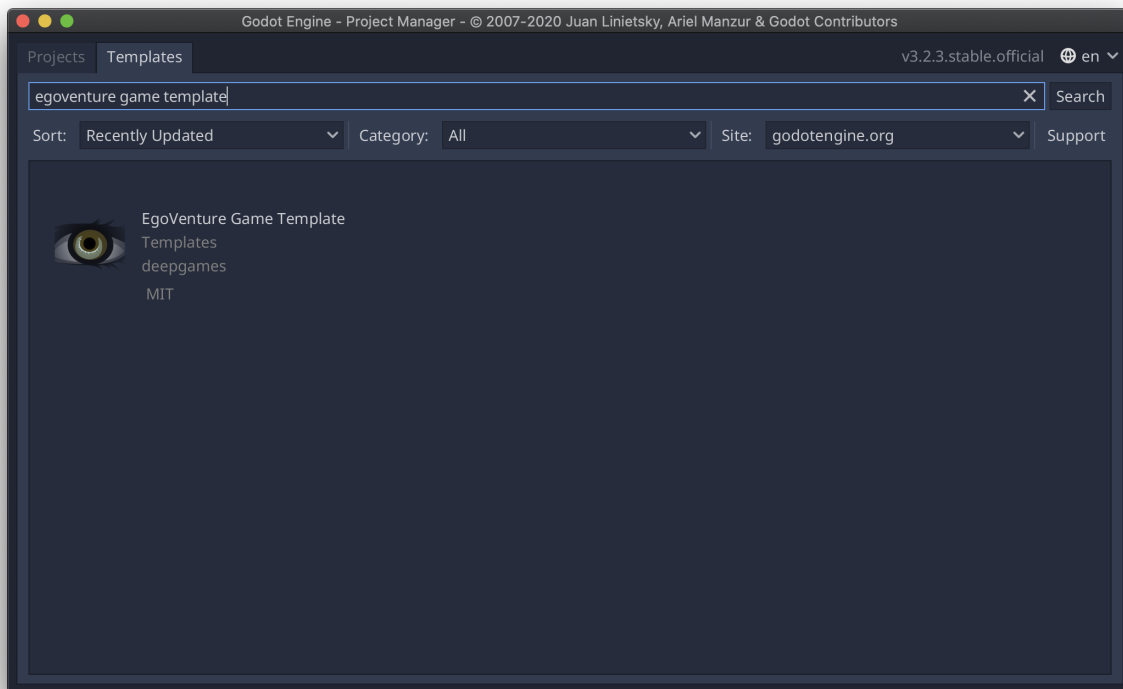 Godot Engine - Project Manager - © 2007-2020 Juan Linietsky, Ariel Manzur & Godot Contributors
Projects Templates v3.2.3.stable.official en
egoventure game template Search
Sort: Recently Updated Category: All Site: godotengine.org Support
EgoVenture Game Template
Templates
deepgames
MIT